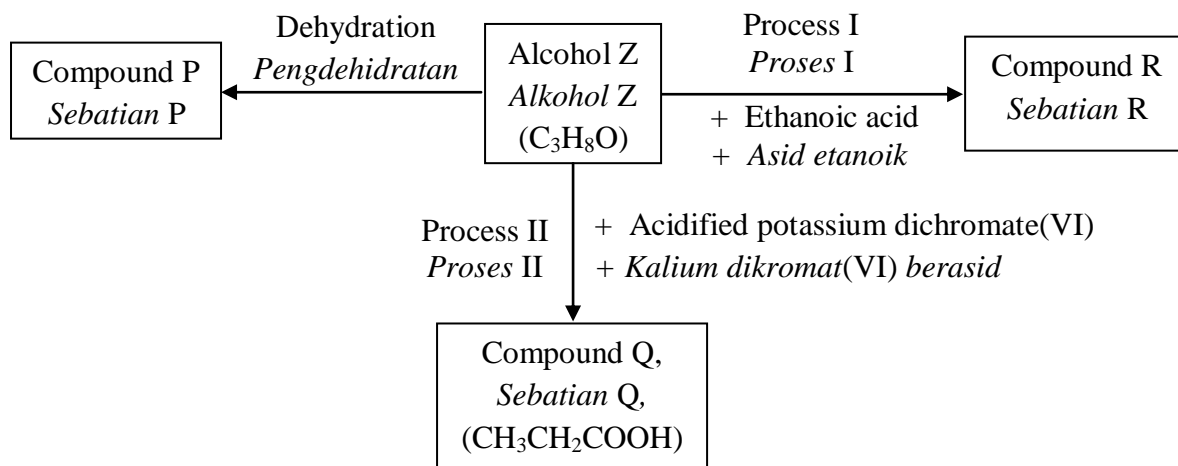 Dehydration
Pengdehidratan
Compound P
Sebatian P
Alcohol Z
Alkohol Z
(C₃H₈O)
Process I
Proses I
+ Ethanoic acid
+ Asid etanoik
Compound R
Sebatian R
Process II
Proses II
+ Acidified potassium dichromate(VI)
+ Kalium dikromat(VI) berasid
Compound Q,
Sebatian Q,
(CH₃CH₂COOH)